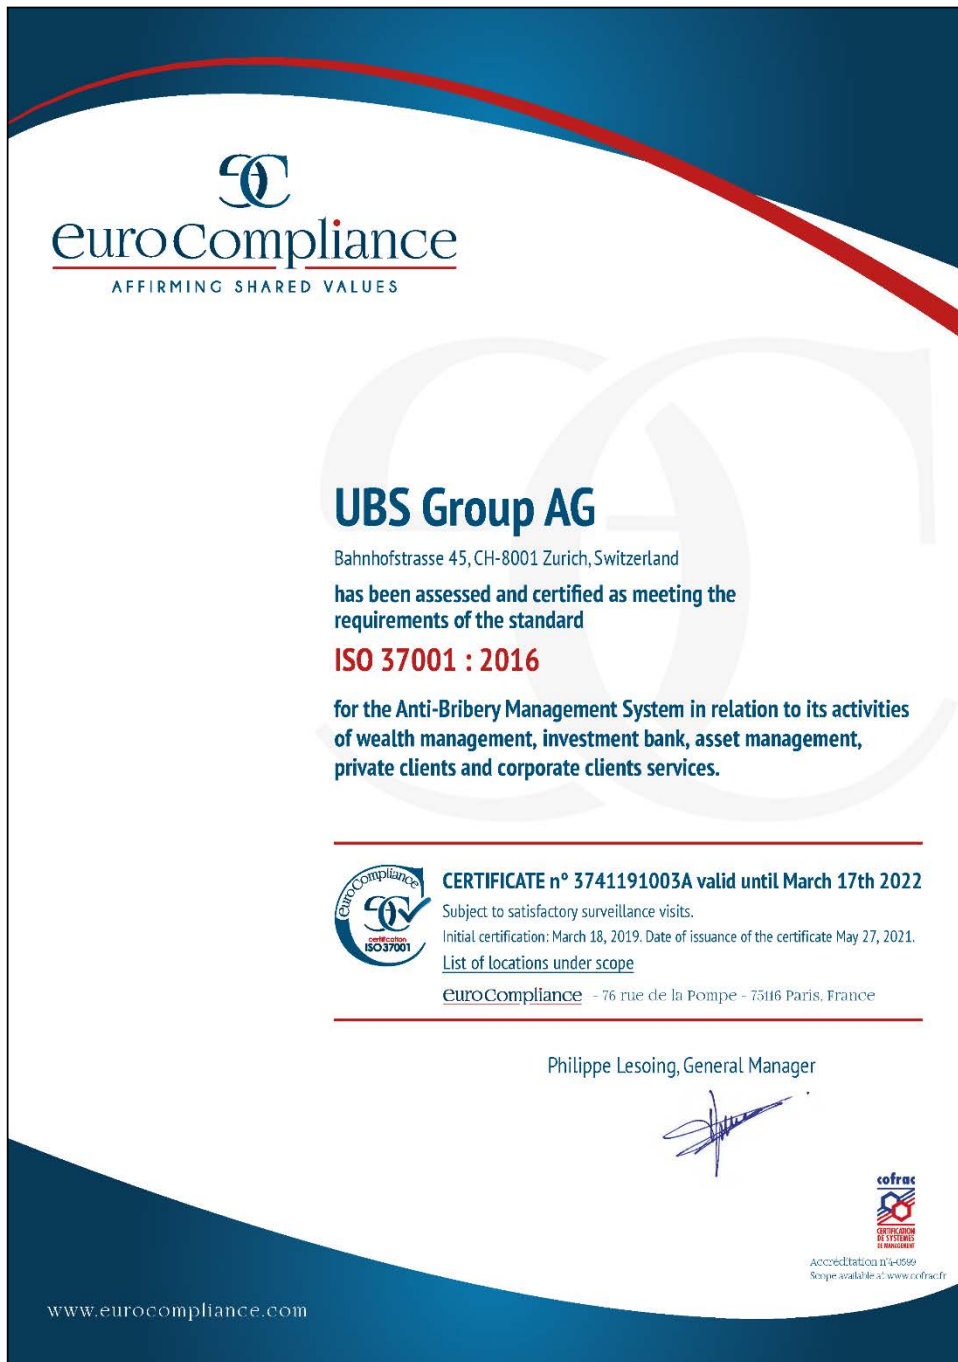 euroCompliance
AFFIRMING SHARED VALUES
UBS Group AG
Bahnhofstrasse 45, CH-8001 Zurich, Switzerland
has been assessed and certified as meeting the
requirements of the standard
ISO 37001 : 2016
for the Anti-Bribery Management System in relation to its activities
of wealth management, investment bank, asset management,
private clients and corporate clients services.
euroCompliance
certification
ISO 37001
CERTIFICATE n° 3741191003A valid until March 17th 2022
Subject to satisfactory surveillance visits.
Initial certification: March 18, 2019. Date of issuance of the certificate May 27, 2021.
List of locations under scope
euroCompliance - 76 rue de la Pompe - 75116 Paris, France
Philippe Lesoing, General Manager
cofrac
CERTIFICATION
DE SYSTEMES
DE MANAGEMENT
Accréditation n°4-0599
Scope available at www.cofrac.fr
www.eurocompliance.com